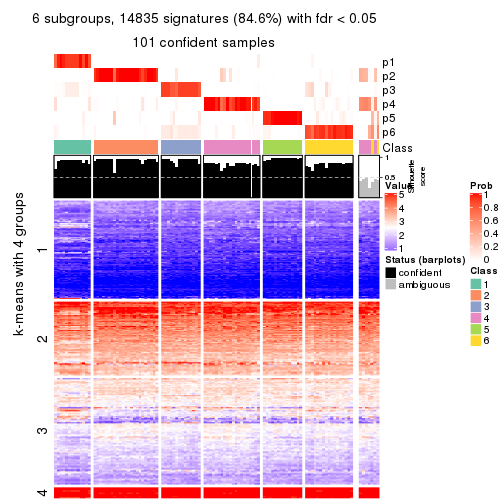 6 subgroups, 14835 signatures (84.6%) with fdr < 0.05
101 confident samples
p1
p2
p3
p4
p5
p6
Class
1
0.5
0
Silhouette
score
k-means with 4 groups
1
2
3
4
Value
5
4
3
2
1
Status (barplots)
confident
ambiguous
Prob
1
0.8
0.6
0.4
0.2
0
Class
1
2
3
4
5
6